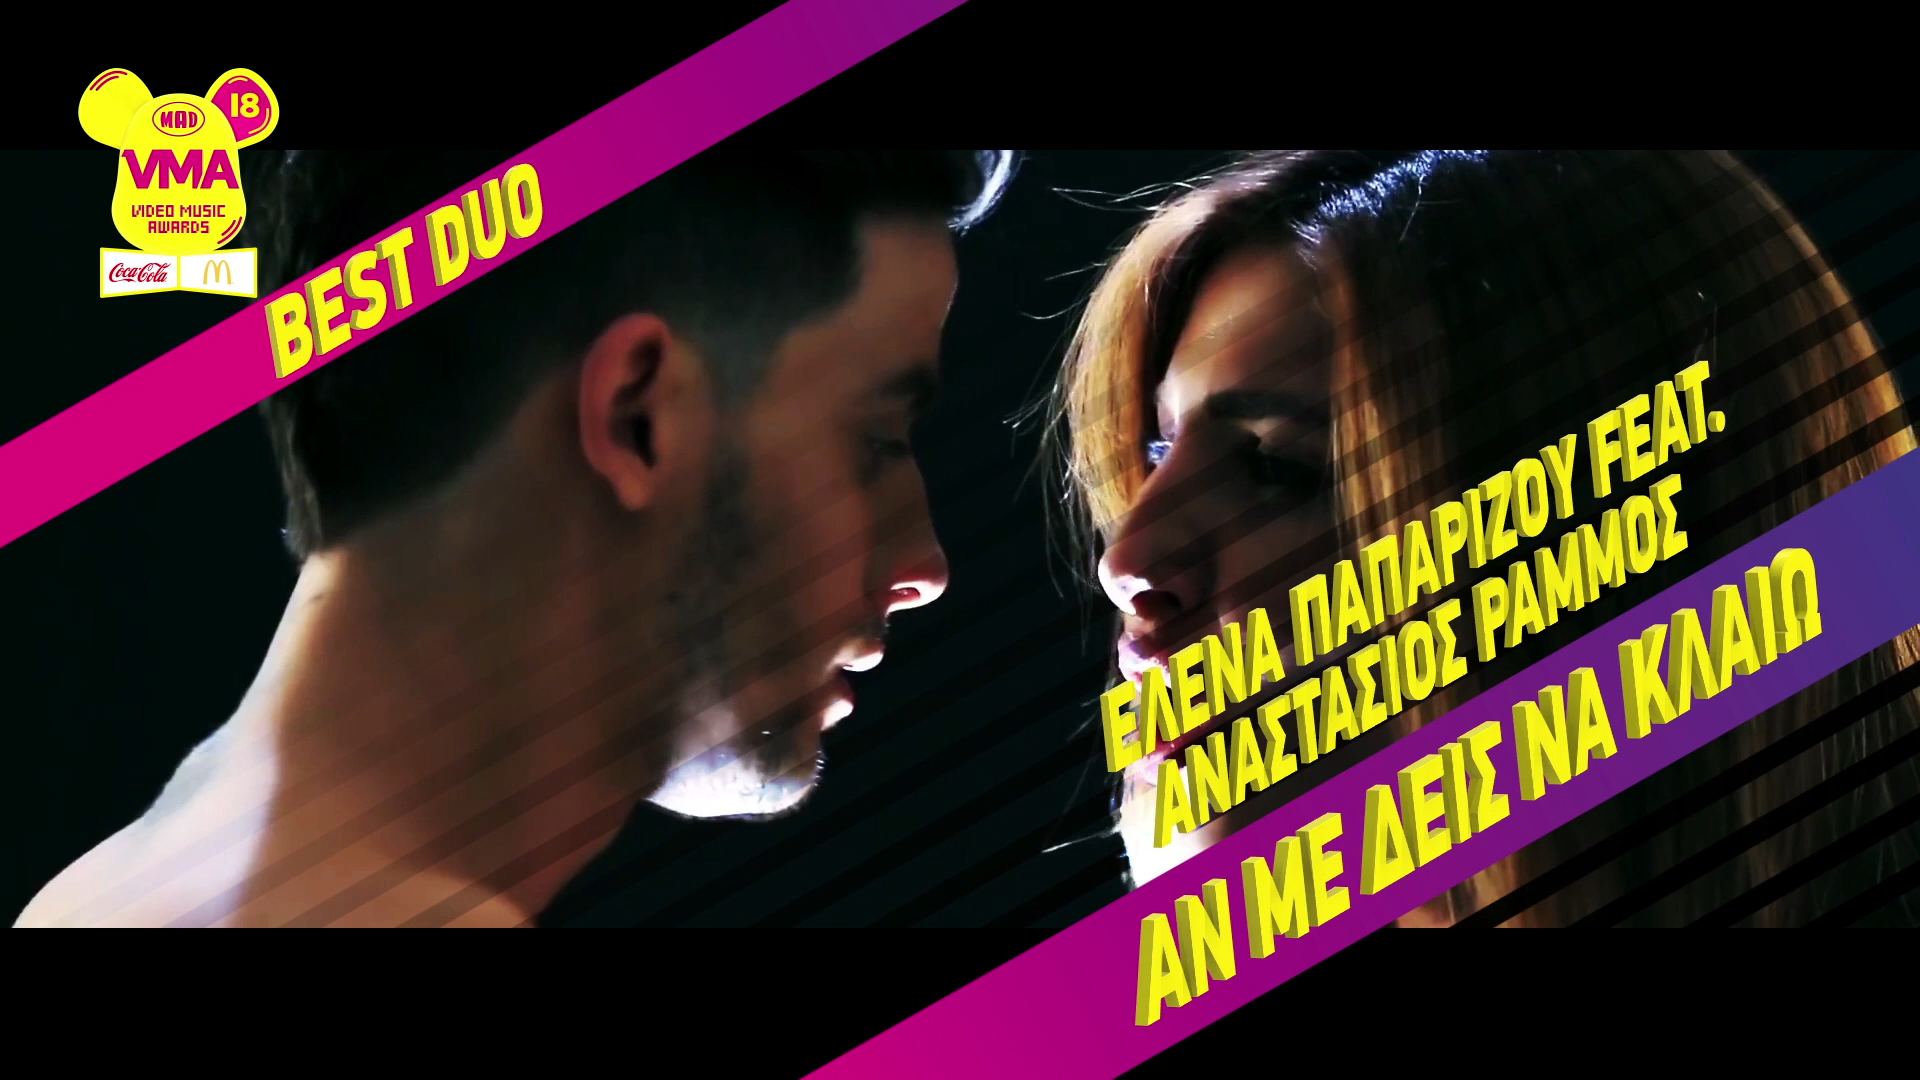 18
MAD
VMA
VIDEO MUSIC
AWARDS
Coca-Cola
BEST DUO
ΕΛΕΝΑ ΠΑΠΑΡΙΖΟΥ FEAT.
ΑΝΑΣΤΑΣΙΟΣ ΡΑΜΜΟΣ
ΑΝ ΜΕ ΔΕΙΣ ΝΑ ΚΛΑΙΩ